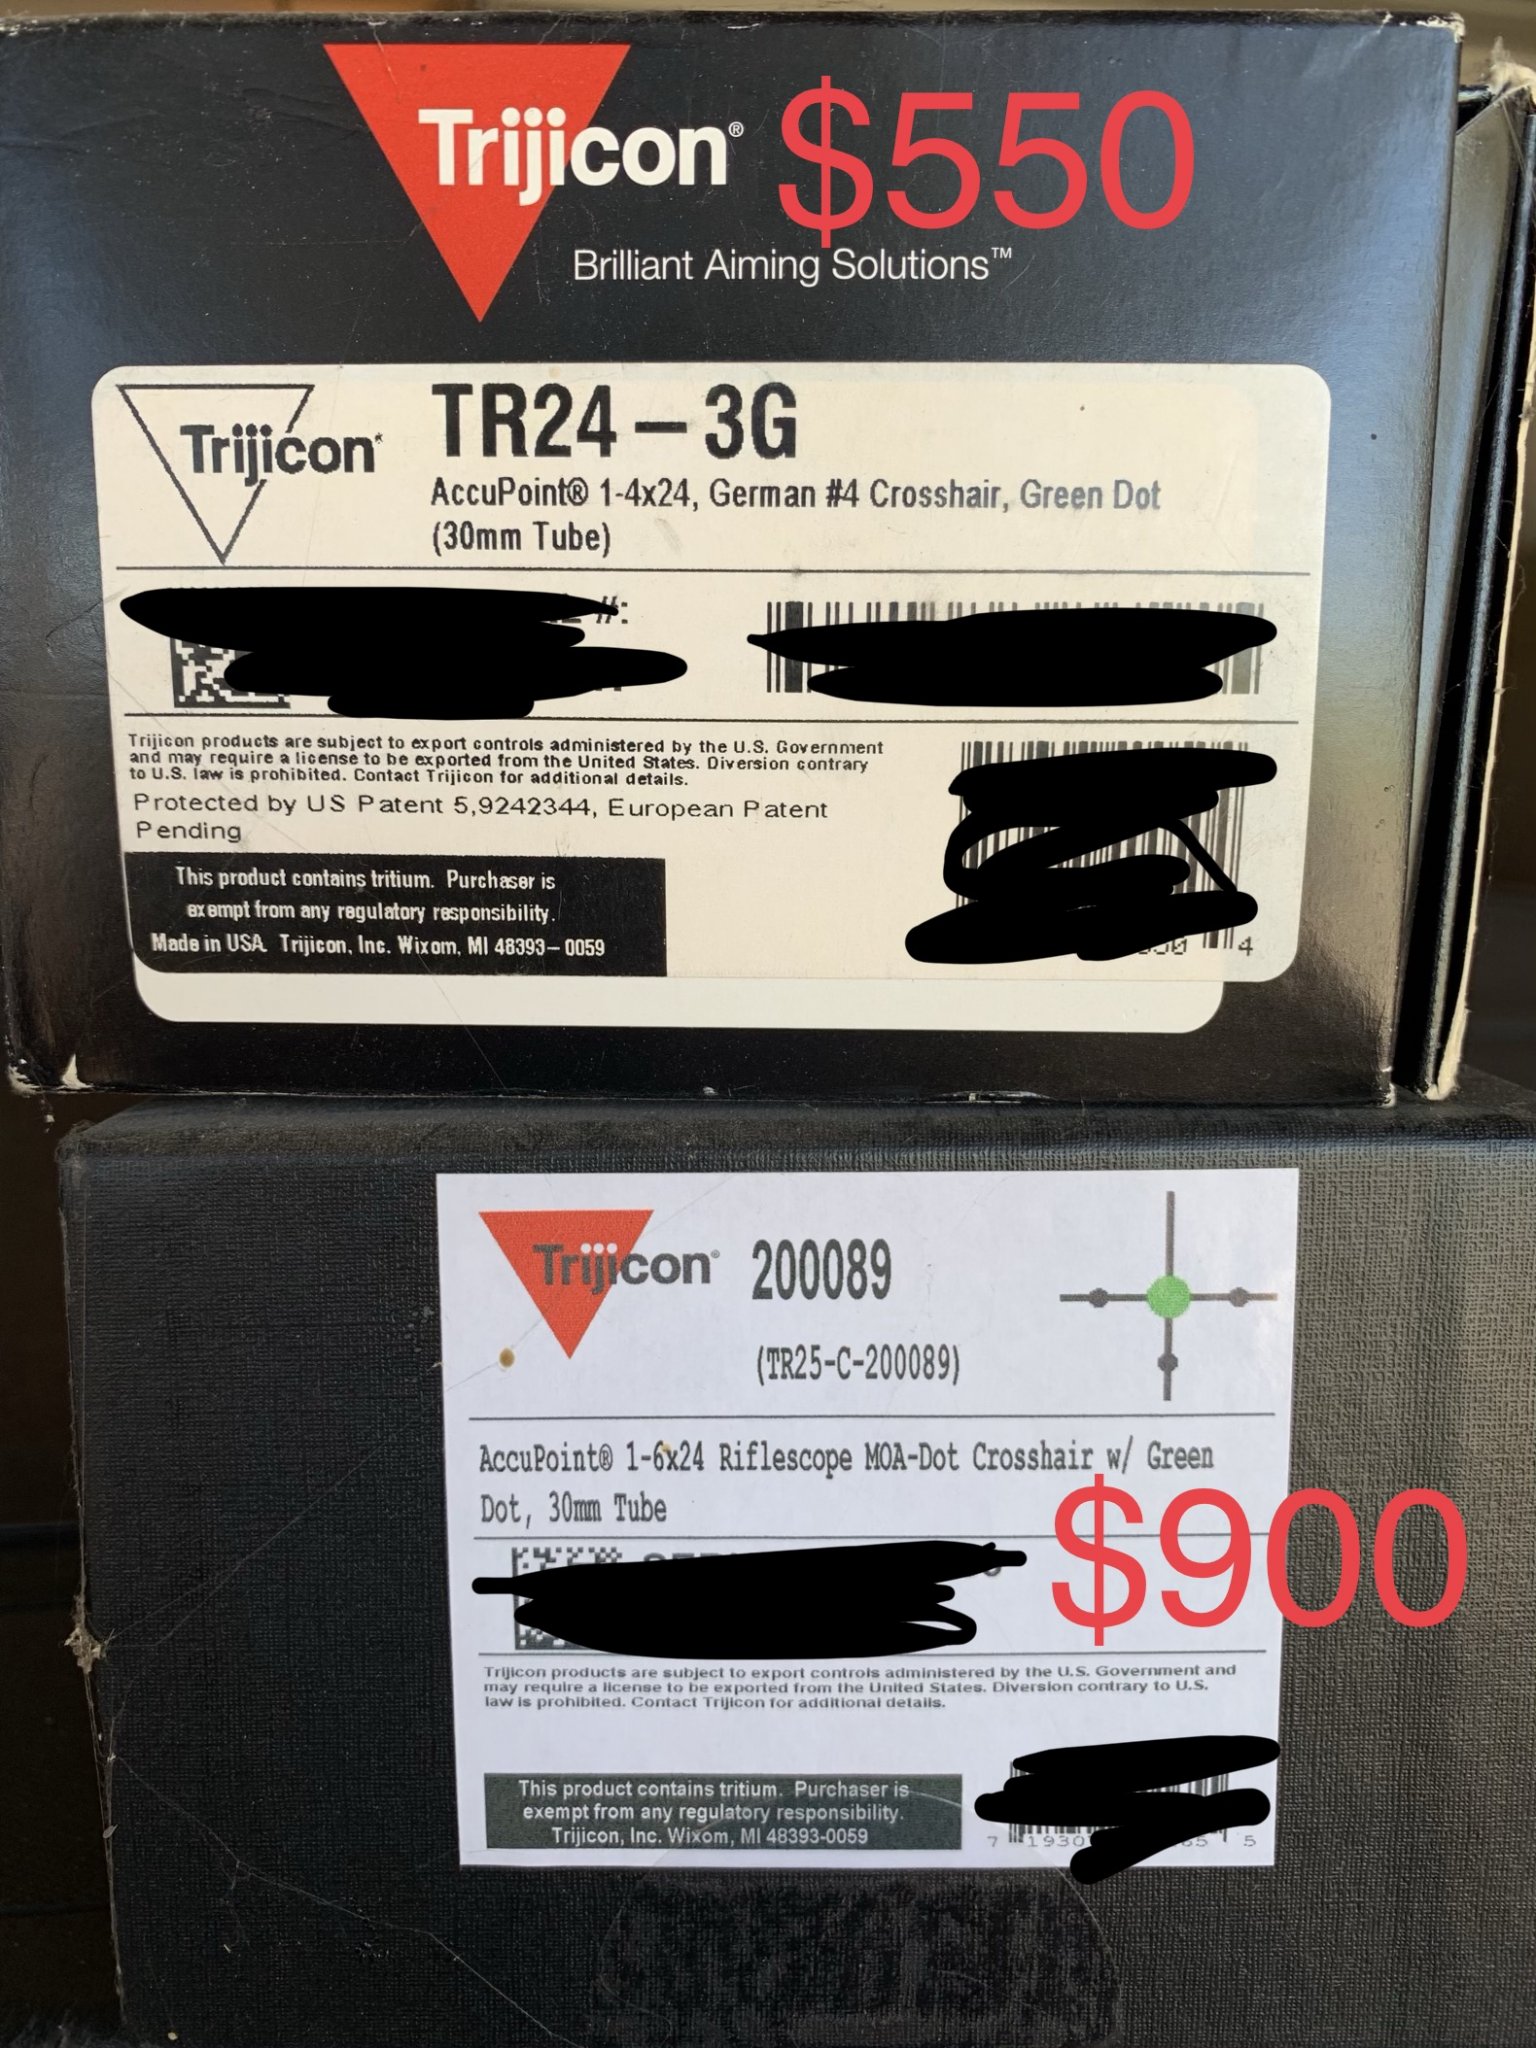 Trijicon® $550
Brilliant Aiming Solutions™
Trijicon
TR24-3G
AccuPoint® 1-4x24, German #4 Crosshair, Green Dot
(30mm Tube)
#:
Trijicon products are subject to export controls administered by the U.S. Government
and may require a license to be exported from the United States. Diversion contrary
to U.S. law is prohibited. Contact Trijicon for additional details.
Protected by US Patent 5,9242344, European Patent
Pending
This product contains tritium. Purchaser is
exempt from any regulatory responsibility.
Made in USA. Trijicon, Inc. Wixom, MI 48393-0059
4
Trijicon® 200089
(TR25-C-200089)
AccuPoint® 1-6x24 Riflescope MOA-Dot Crosshair w/ Green
Dot, 30mm Tube
$900
Trijicon products are subject to export controls administered by the U.S. Government and
may require a license to be exported from the United States. Diversion contrary to U.S.
law is prohibited. Contact Trijicon for additional details.
This product contains tritium. Purchaser is
exempt from any regulatory responsibility.
Trijicon, Inc. Wixom, MI 48393-0059
7 1930 5